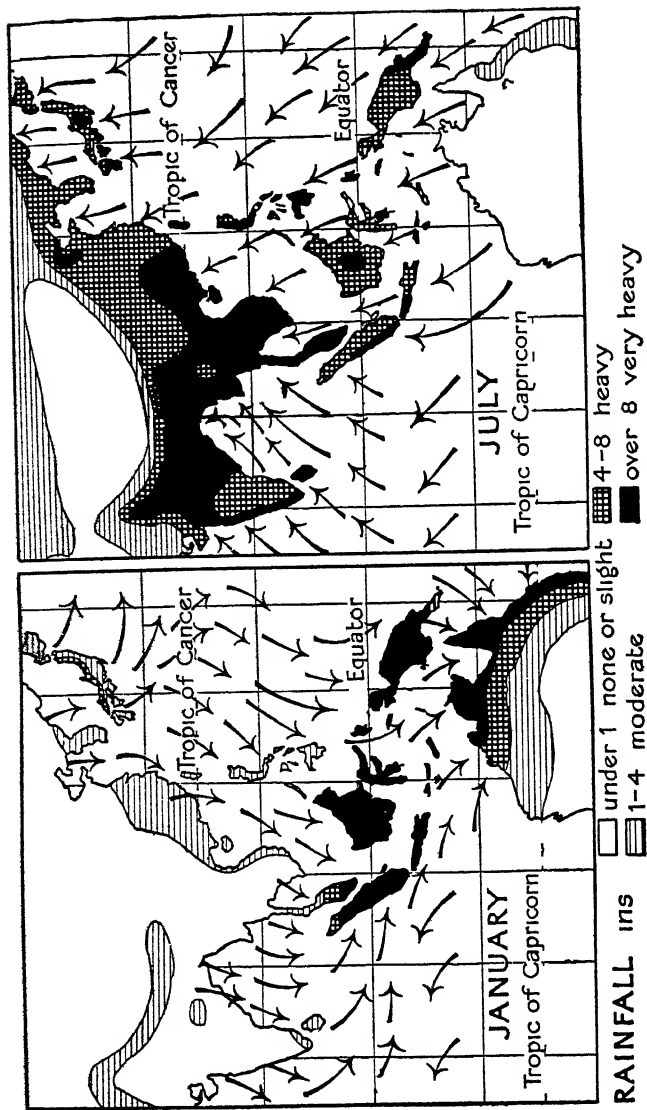 Tropic of Cancer
Equator
JANUARY
Tropic of Capricorn
Tropic of Cancer
Equator
JULY
Tropic of Capricorn
RAINFALL ins
under 1 none or slight
4–8 heavy
1–4 moderate
over 8 very heavy